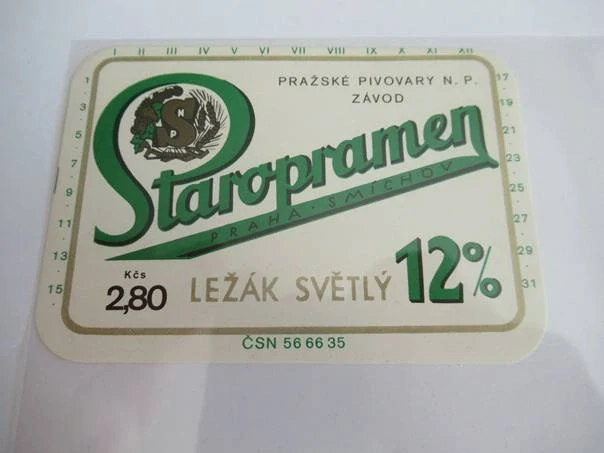 I · II · III · IV · V · VI · VII · VIII · IX · X · XI · XII
PRAŽSKÉ PIVOVARY N. P.
ZÁVOD
N
S
P
Staropramen
PRAHA · SMÍCHOV
Kčs
2,80
LEŽÁK SVĚTLÝ
12%
1 · 3 · 5 · 7 · 9 · 11 · 13 · 15 ·
17 · 19 · 21 · 23 · 25 · 27 · 29 · 31
ČSN 56 66 35